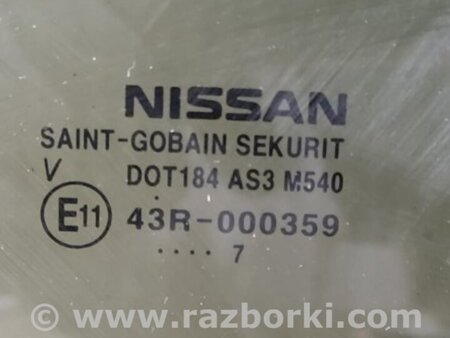 NISSAN
SAINT-GOBAIN SEKURIT
V DOT184 AS3 M540
E11 43R-000359
.... 7
© www.razborki.com